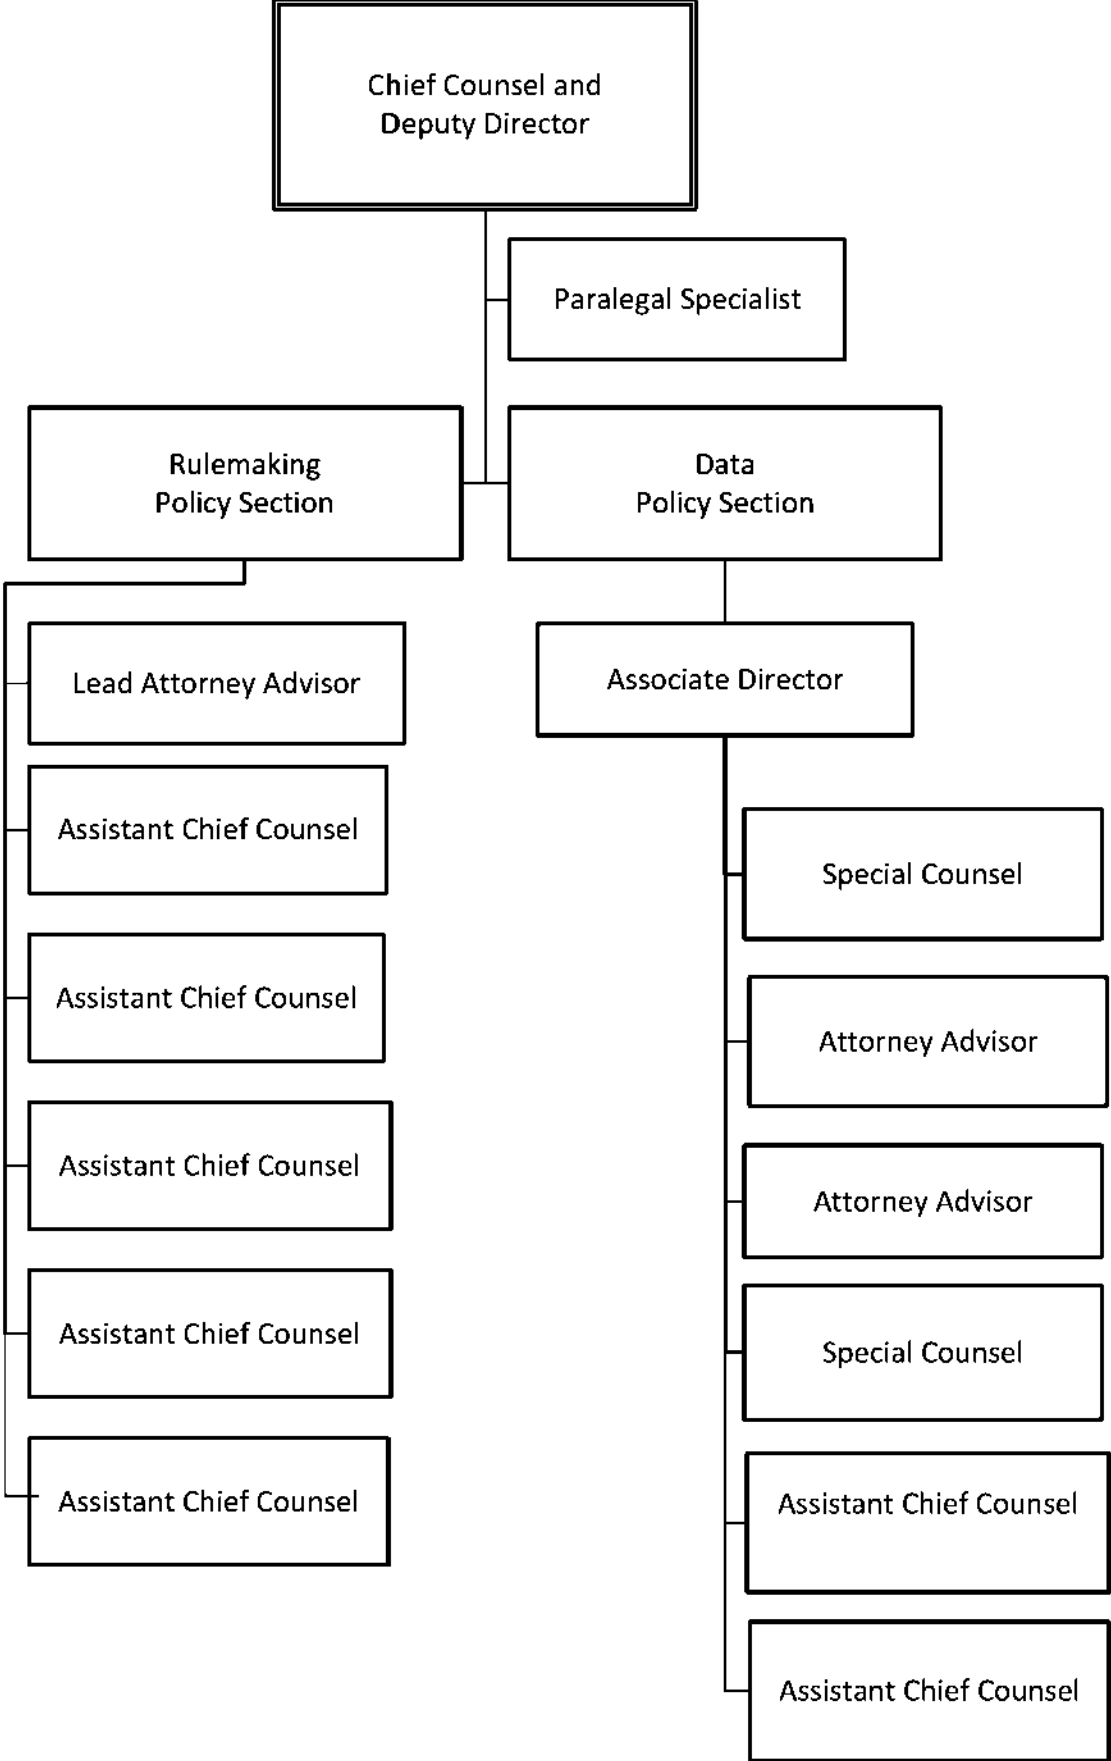 Chief Counsel and
Deputy Director
Paralegal Specialist
Rulemaking
Policy Section
Data
Policy Section
Lead Attorney Advisor
Assistant Chief Counsel
Assistant Chief Counsel
Assistant Chief Counsel
Assistant Chief Counsel
Assistant Chief Counsel
Associate Director
Special Counsel
Attorney Advisor
Attorney Advisor
Special Counsel
Assistant Chief Counsel
Assistant Chief Counsel